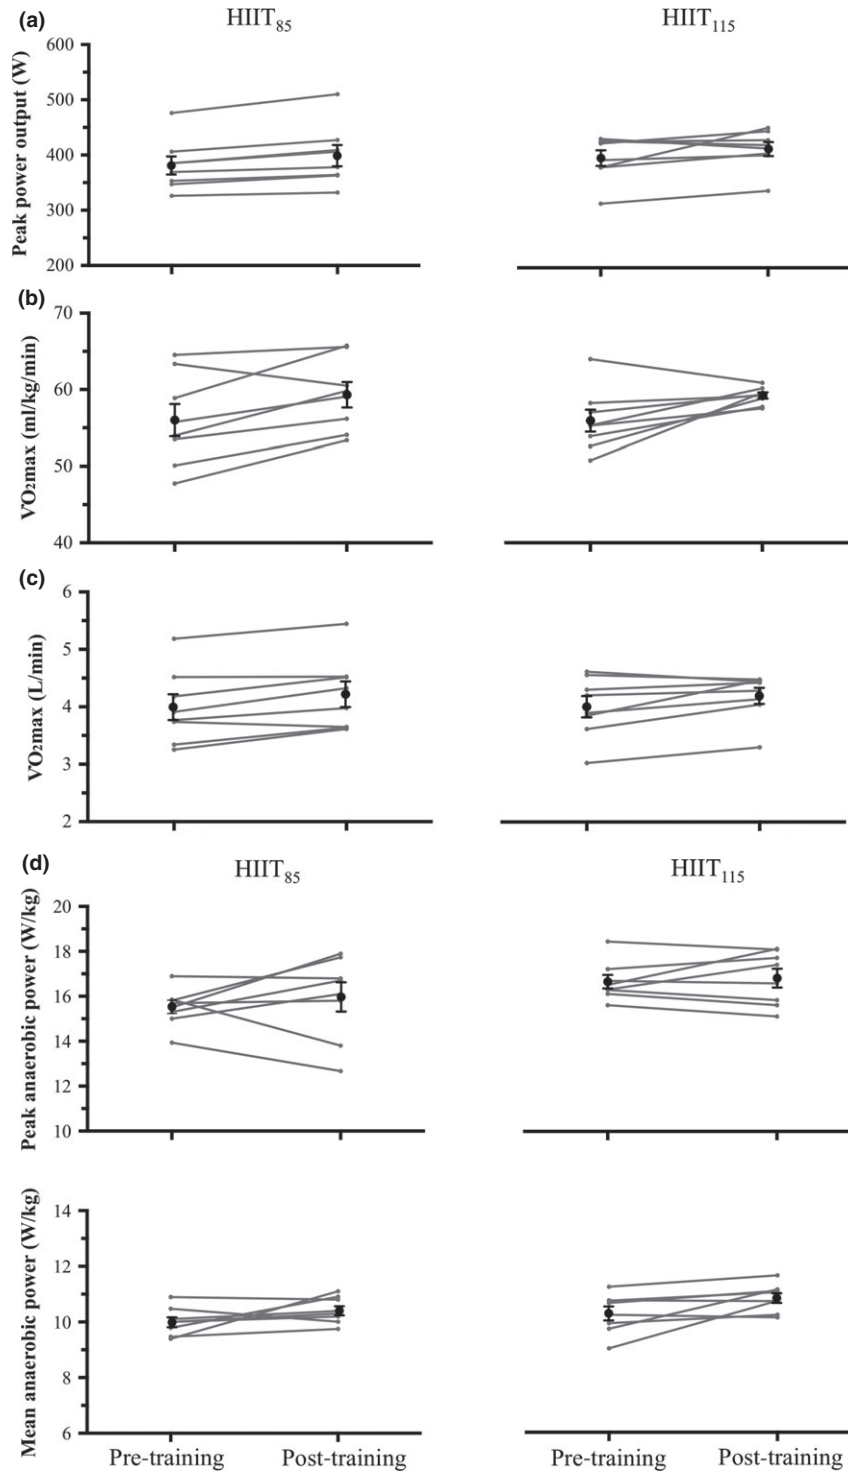 (a)
HIIT85
HIIT115
Peak power output (W)
600
500
400
300
200
(b)
V̇O2max (ml/kg/min)
70
60
50
40
(c)
V̇O2max (L/min)
6
5
4
3
2
(d)
HIIT85
HIIT115
Peak anaerobic power (W/kg)
20
18
16
14
12
10
Mean anaerobic power (W/kg)
14
12
10
8
6
Pre-training
Post-training
Pre-training
Post-training